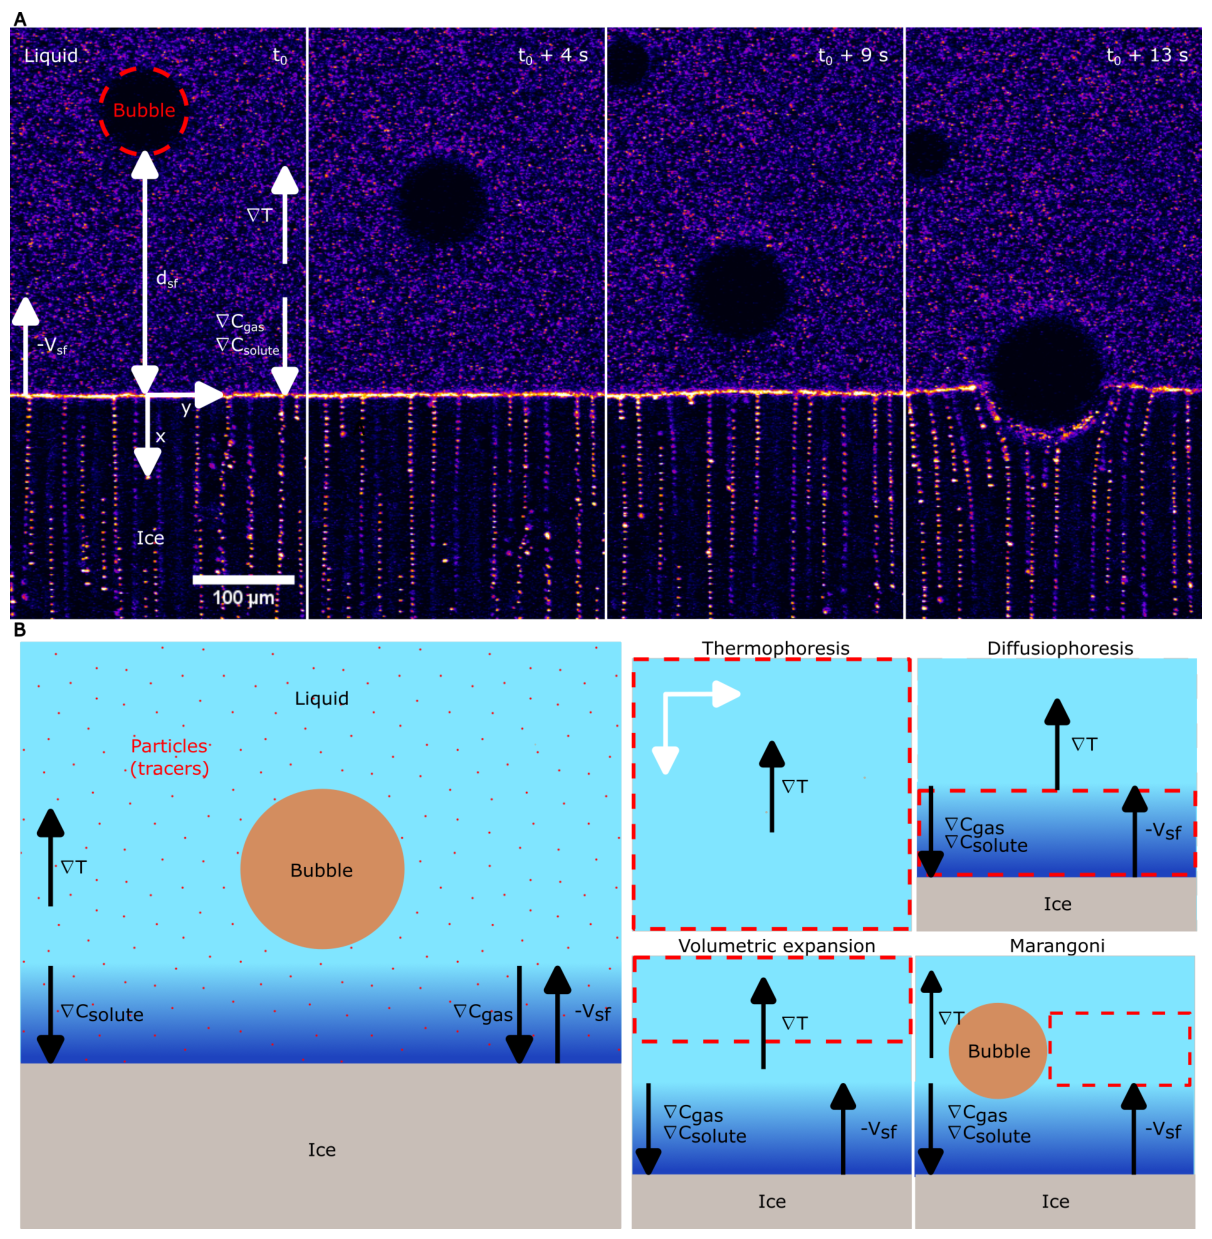 A
Liquid
t0
t0 + 4 s
t0 + 9 s
t0 + 13 s
Bubble
∇T
dsf
∇Cgas
∇Csolute
-Vsf
y
x
Ice
100 µm
B
Liquid
Particles
(tracers)
Bubble
∇T
∇Csolute
∇Cgas
-Vsf
Ice
Thermophoresis
∇T
Diffusiophoresis
∇T
∇Cgas
∇Csolute
-Vsf
Ice
Volumetric expansion
∇T
∇Cgas
∇Csolute
-Vsf
Ice
Marangoni
∇T
Bubble
∇Cgas
∇Csolute
-Vsf
Ice